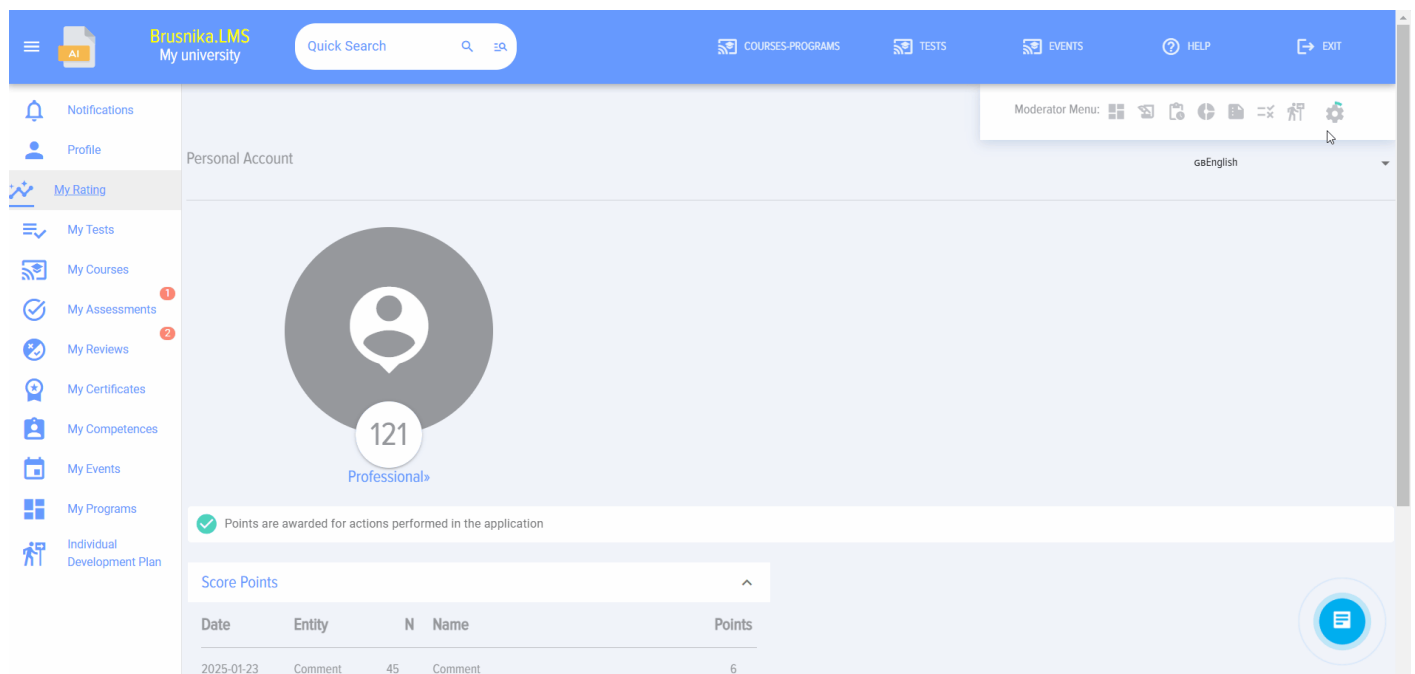 AI
Brusnika.LMS
My university
Quick Search
COURSES-PROGRAMS
TESTS
EVENTS
HELP
EXIT
Moderator Menu:
Notifications
Profile
My Rating
My Tests
My Courses
1
My Assessments
2
My Reviews
My Certificates
My Competences
My Events
My Programs
Individual
Development Plan
Personal Account
GBEnglish
121
Professional»
Points are awarded for actions performed in the application
Score Points
Date Entity N Name Points
2025-01-23 Comment 45 Comment 6